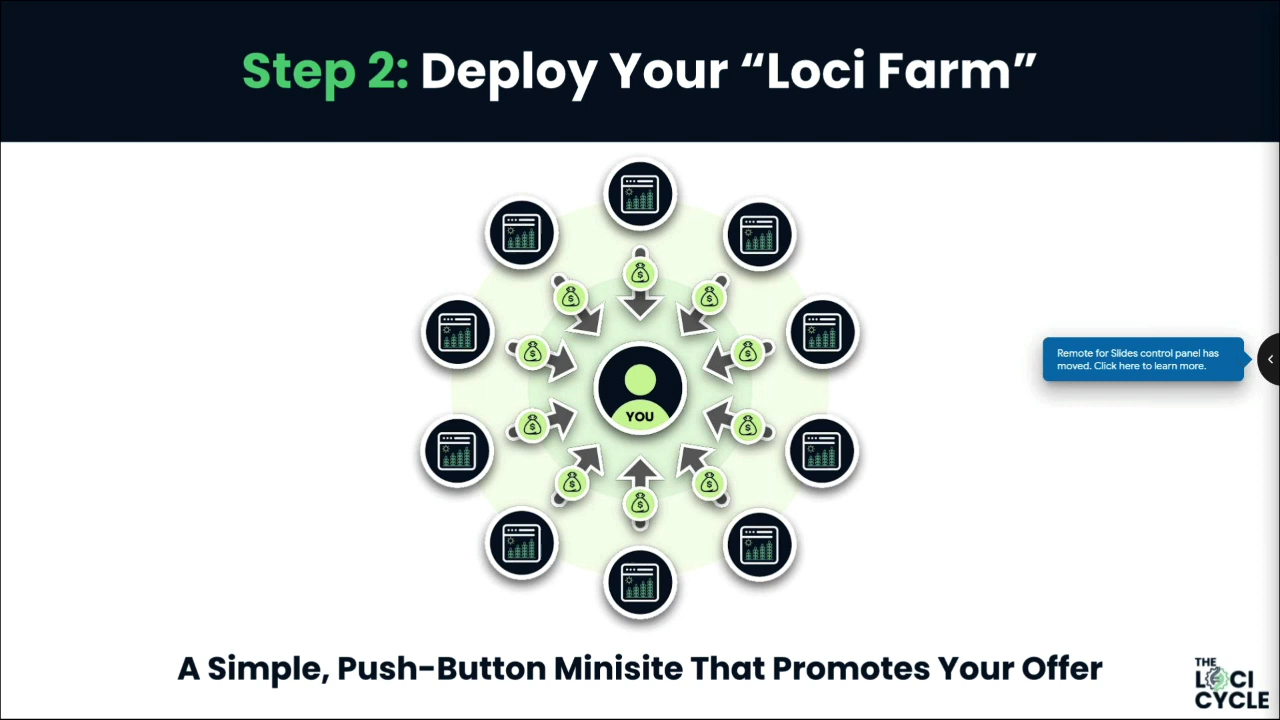 Step 2: Deploy Your “Loci Farm”
Remote for Slides control panel has
moved. Click here to learn more.
YOU
A Simple, Push-Button Minisite That Promotes Your Offer
THE
LOCI
CYCLE